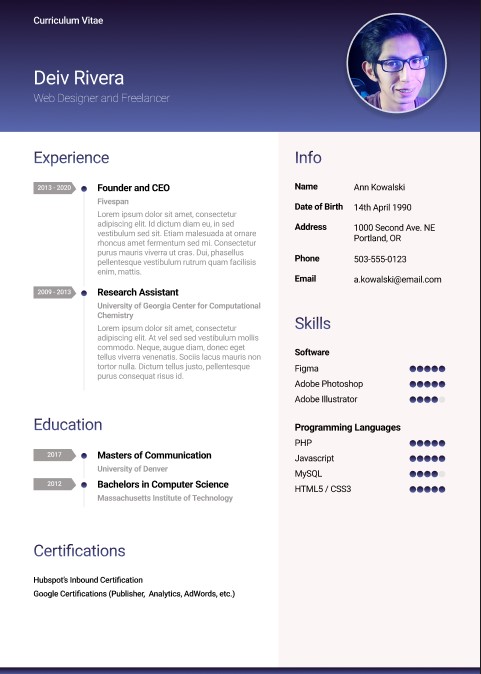 Curriculum Vitae
Deiv Rivera
Web Designer and Freelancer
Experience
2013 - 2020
Founder and CEO
Fivespan
Lorem ipsum dolor sit amet, consectetur
adipiscing elit. Id dictum diam eu, in sed
vestibulum sed sit. Etiam malesuada at ornare
rhoncus amet fermentum sed mi. Consectetur
purus mauris viverra ut cras. Dui, phasellus
pellentesque vestibulum rutrum quam facilisis
enim, mattis.
2009 - 2013
Research Assistant
University of Georgia Center for Computational
Chemistry
Lorem ipsum dolor sit amet, consectetur
adipiscing elit. At vel sed sed vestibulum mollis
commodo. Neque, augue diam, donec eget
tellus viverra venenatis. Sociis lacus mauris non
tortor nulla. Dictum tellus justo, pellentesque
purus consequat risus id.
Education
2017
Masters of Communication
University of Denver
2012
Bachelors in Computer Science
Massachusetts Institute of Technology
Certifications
Hubspot's Inbound Certification
Google Certifications (Publisher, Analytics, AdWords, etc.)
Info
Name Ann Kowalski
Date of Birth 14th April 1990
Address 1000 Second Ave. NE
Portland, OR
Phone 503-555-0123
Email a.kowalski@email.com
Skills
Software
Figma
Adobe Photoshop
Adobe Illustrator
Programming Languages
PHP
Javascript
MySQL
HTML5 / CSS3